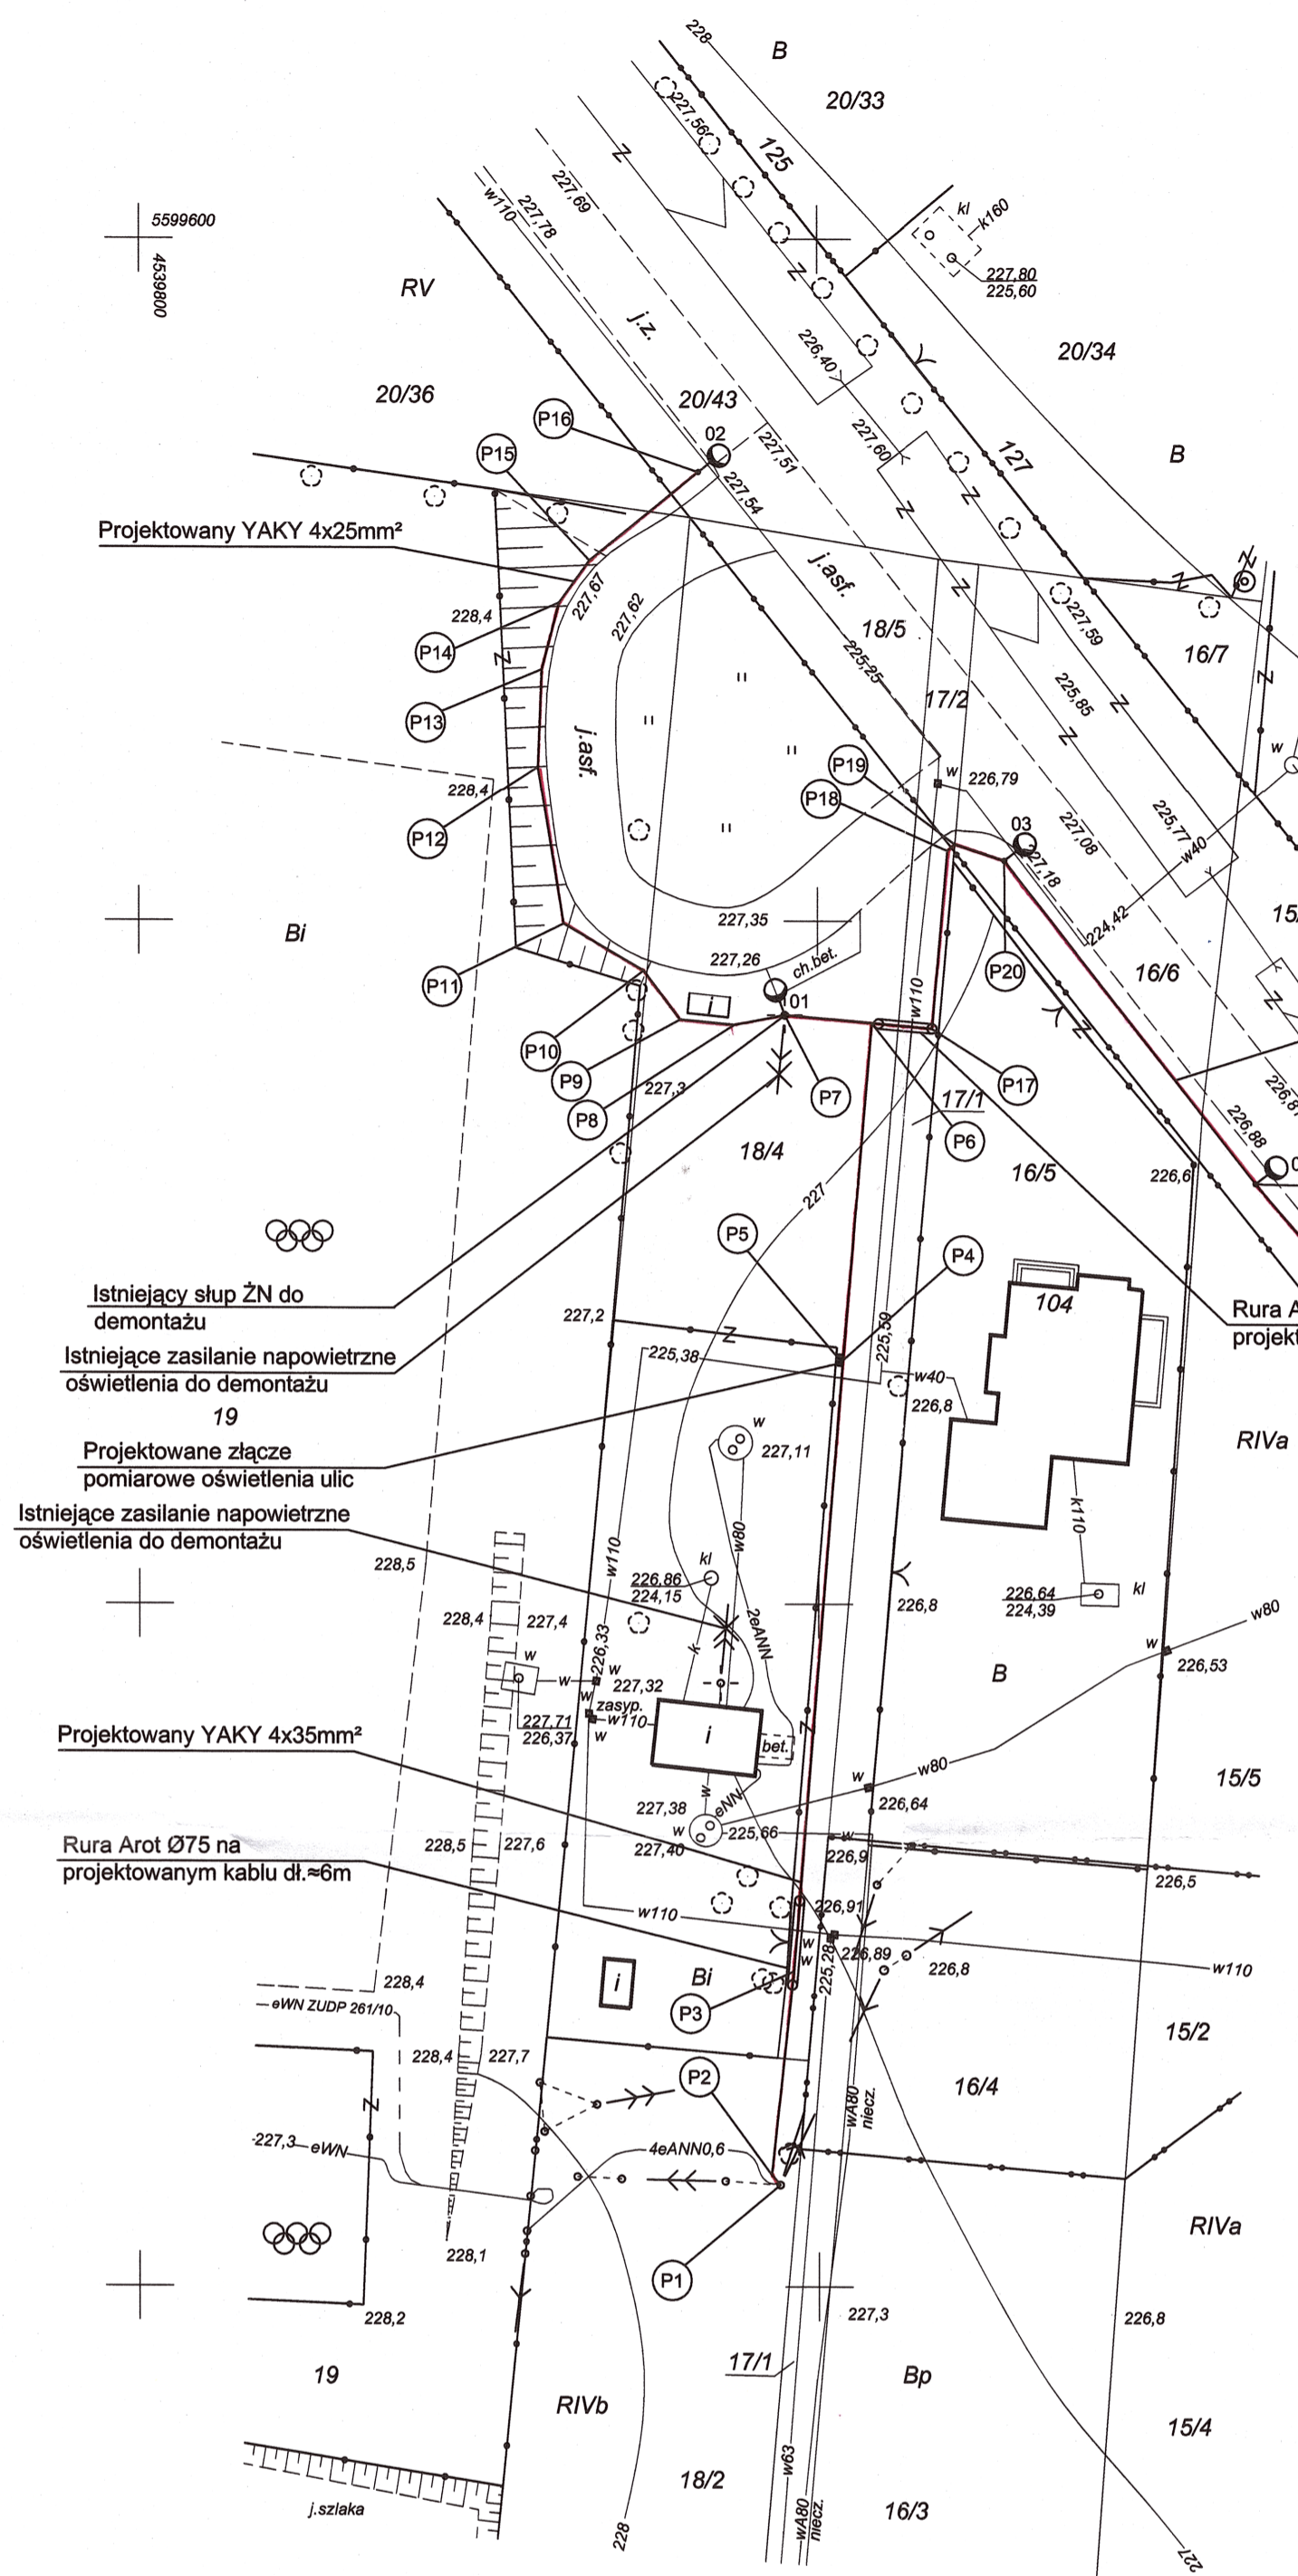 228
B
20/33
227,56
125
227,69
w110
227,78
kl
k160
227,80
225,60
5599600
4539800
RV
j.z.
226,40
20/34
20/36
20/43
P16
02
227,51
227,60
127
B
P15
227,54
Projektowany YAKY 4x25mm²
227,67
j.asf.
Z
227,62
228,4
18/5
227,59
P14
16/7
225,25
225,85
17/2
P13
j.asf.
P19
w
226,79
w
228,4
P18
225,77
P12
03
227,08
w40
227,18
227,35
15/
Bi
224,42
227,26
ch.bet.
16/6
P11
P20
i
01
w110
P10
P9
227,3
P7
P17
226,87
17/1
P8
226,88
P6
18/4
16/5
226,6
0
227
P5
P4
Istniejący słup ŻN do
demontażu
104
Rura A
projekt
227,2
Z
225,59
Istniejące zasilanie napowietrzne
oświetlenia do demontażu
225,38
w40
226,8
19
w
227,11
RIVa
Projektowane złącze
pomiarowe oświetlenia ulic
Istniejące zasilanie napowietrzne
oświetlenia do demontażu
k110
w80
w110
228,5
kl
226,86
224,15
226,64
224,39
kl
228,4
227,4
2eANN
226,8
w80
k
226,33
w
w
226,53
B
w
w
227,32
w
zasyp.
w110
227,71
226,37
w
i
bet.
Z
Projektowany YAKY 4x35mm²
w
w80
15/5
w
eNN
227,38
226,64
w
225,66
w
Rura Arot Ø75 na
projektowanym kablu dł.≈6m
228,5
227,6
227,40
226,9
226,5
226,91
w110
w
w
225,28
226,89
226,8
w110
i
Bi
228,4
eWN ZUDP 261/10
P3
15/2
228,4
227,7
P2
16/4
Z
wA80
niecz.
227,3
eWN
4eANN0,6
RIVa
228,1
P1
228,2
227,3
226,8
19
17/1
Bp
RIVb
15/4
w63
18/2
j.szlaka
16/3
wA80
niecz.
228
227